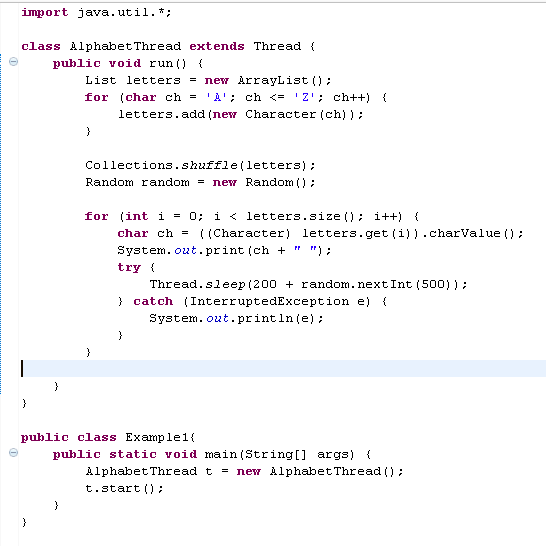 import java.util.*;
class AlphabetThread extends Thread {
public void run() {
List letters = new ArrayList();
for (char ch = 'A'; ch <= 'Z'; ch++) {
letters.add(new Character(ch));
}
Collections.shuffle(letters);
Random random = new Random();
for (int i = 0; i < letters.size(); i++) {
char ch = ((Character) letters.get(i)).charValue();
System.out.print(ch + " ");
try {
Thread.sleep(200 + random.nextInt(500));
} catch (InterruptedException e) {
System.out.println(e);
}
}
}
}
public class Example1{
public static void main(String[] args) {
AlphabetThread t = new AlphabetThread();
t.start();
}
}